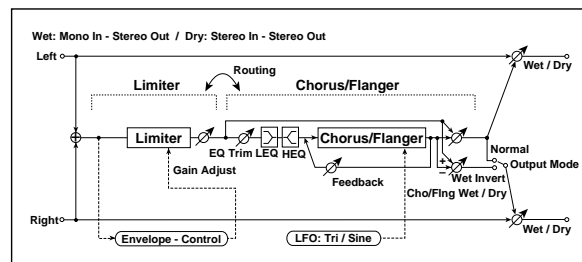 Wet: Mono In - Stereo Out / Dry: Stereo In - Stereo Out
Left
Wet / Dry
Routing
Limiter
Chorus/Flanger
Limiter
EQ Trim
LEQ
HEQ
Chorus/Flanger
Normal
Output Mode
Wet Invert
+
−
Gain Adjust
Feedback
Cho/Flng Wet / Dry
Right
Wet / Dry
Envelope - Control
LFO: Tri / Sine